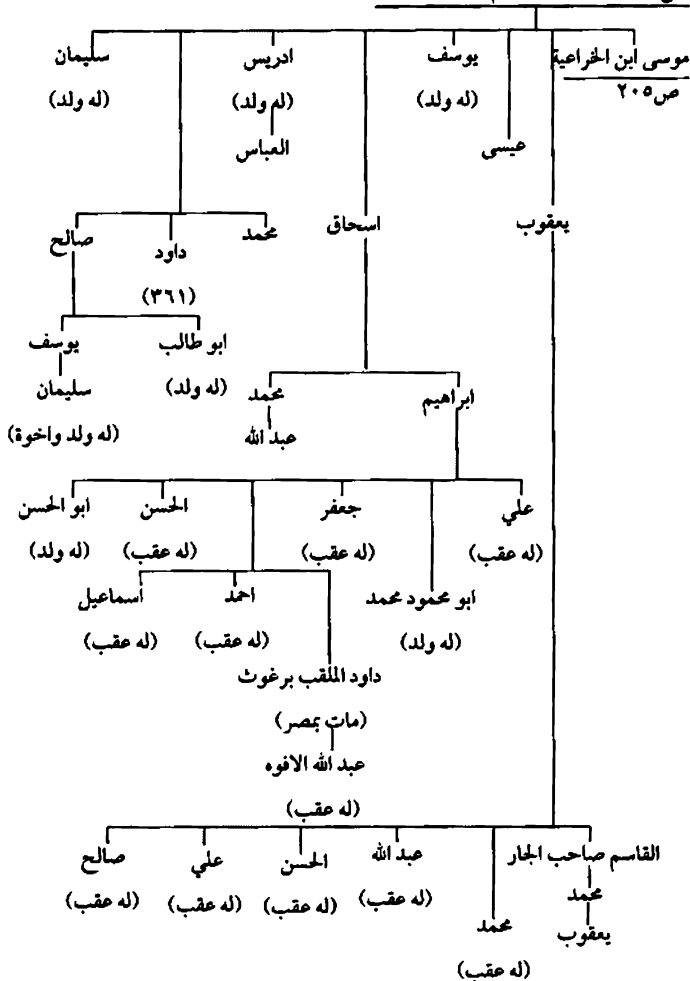 موسى ابن الخزاعية يوسف ادريس سليمان
ص٢٠٥ (له ولد) (له ولد) (له ولد)
عيسى العباس
يعقوب اسحاق محمد داود صالح
(٣٦١)
ابو طالب يوسف
(له ولد) سليمان
(له ولد واخوة)
ابراهيم محمد
عبد الله
علي جعفر الحسن ابو الحسن
(له عقب) (له عقب) (له عقب) (له ولد)
ابو محمود محمد احمد اسماعيل
(له ولد) (له عقب) (له عقب)
داود الملقب برغوث
(مات بمصر)
عبد الله الافوه
(له عقب)
القاسم صاحب الجار عبد الله الحسن علي صالح
(له عقب) (له عقب) (له عقب) (له عقب)
محمد
يعقوب
محمد
(له عقب)